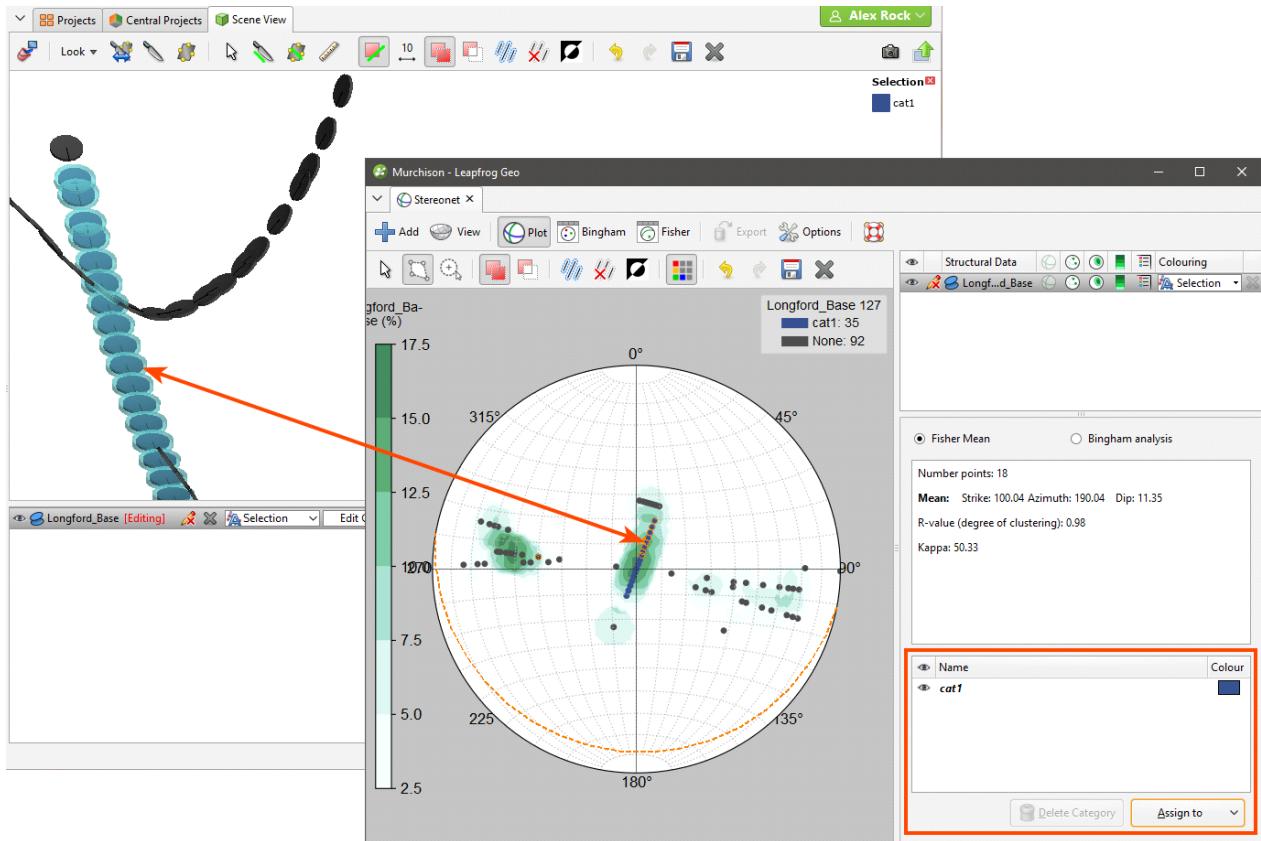 Projects Central Projects Scene View
Alex Rock
Look 10
Selection
cat1
Murchison - Leapfrog Geo
Stereonet
Add View Plot Bingham Fisher Export Options
Structural Data Colouring
Longf...d_Base Selection
gford_Ba-
se (%)
Longford_Base 127
cat1: 35
None: 92
17.5
15.0
12.5
10.0
7.5
5.0
2.5
0°
45°
90°
135°
180°
225°
270°
315°
Fisher Mean Bingham analysis
Number points: 18
Mean: Strike: 100.04 Azimuth: 190.04 Dip: 11.35
R-value (degree of clustering): 0.98
Kappa: 50.33
Longford_Base [Editing] Selection Edit
Name Colour
cat1
Delete Category Assign to